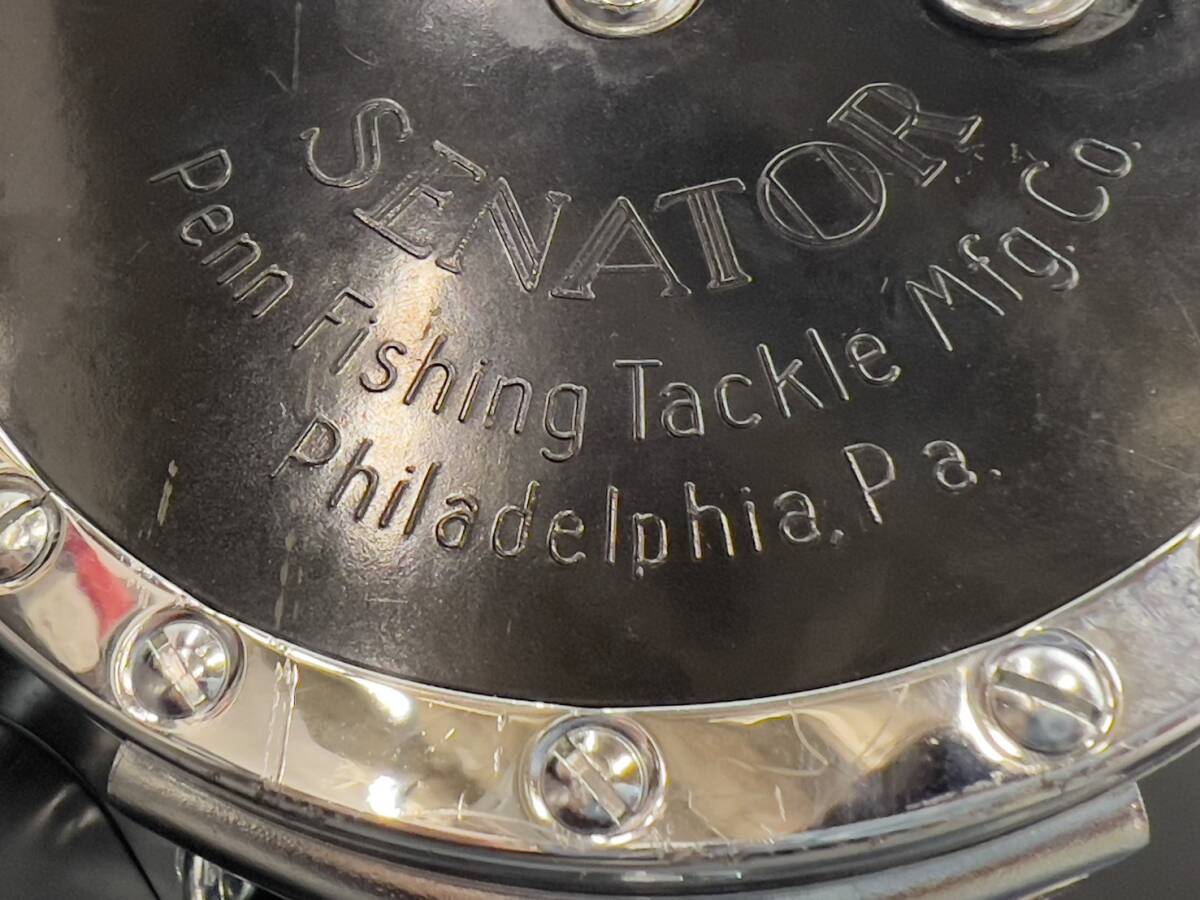 SENATOR
Penn Fishing Tackle Mfg. Co.
Philadelphia, Pa.